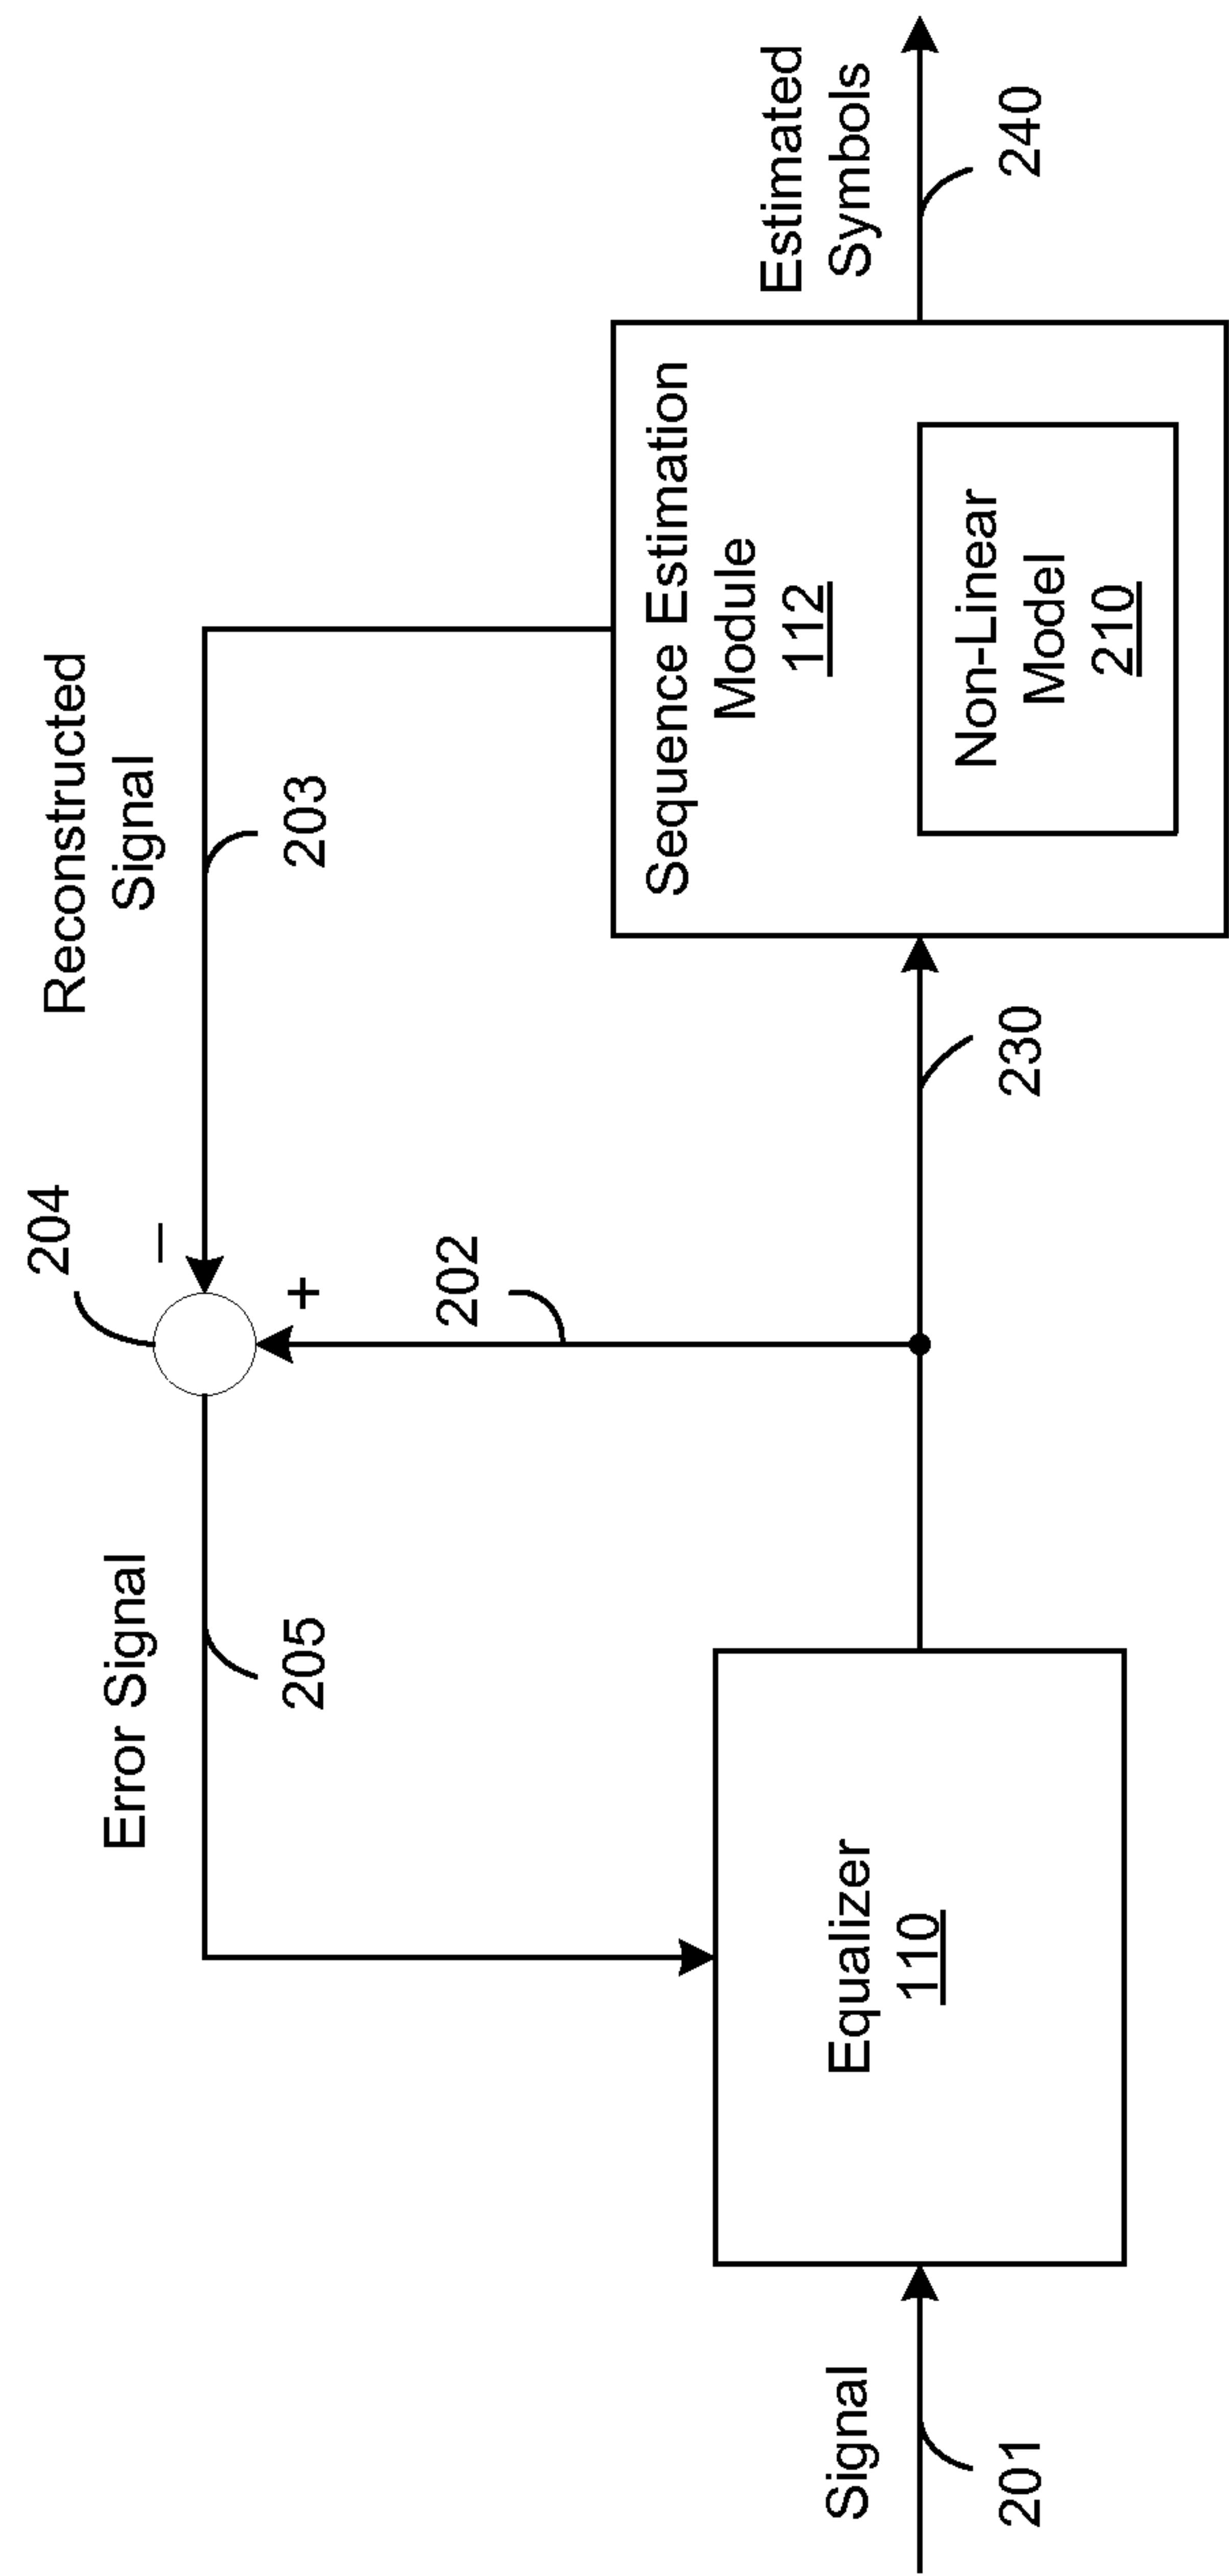 Signal
201
Equalizer
110
Error Signal
205
204
–
+
202
Reconstructed
Signal
203
230
Sequence Estimation
Module
112
Non-Linear
Model
210
Estimated
Symbols
240